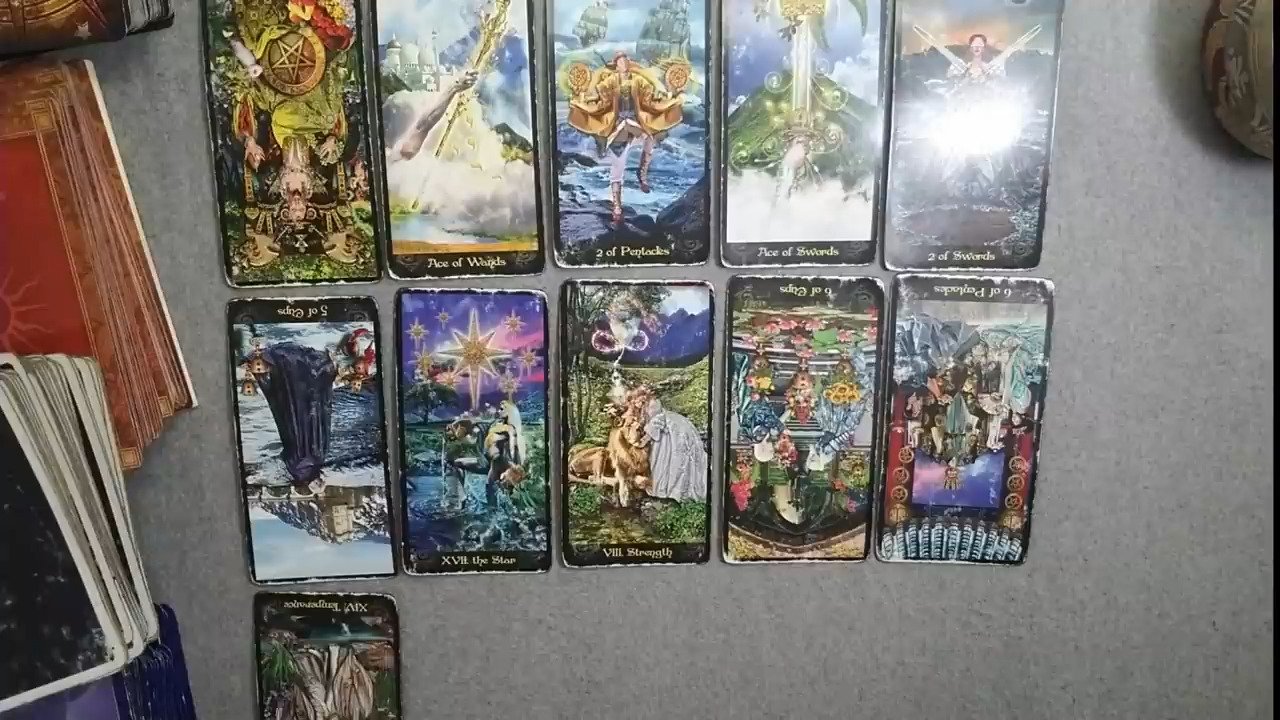 Ace of Wands
2 of Pentacles
Ace of Swords
2 of Swords
5 of Cups
XVII. the Star
VIII. Strength
6 of Cups
6 of Pentacles
XIV. Temperance